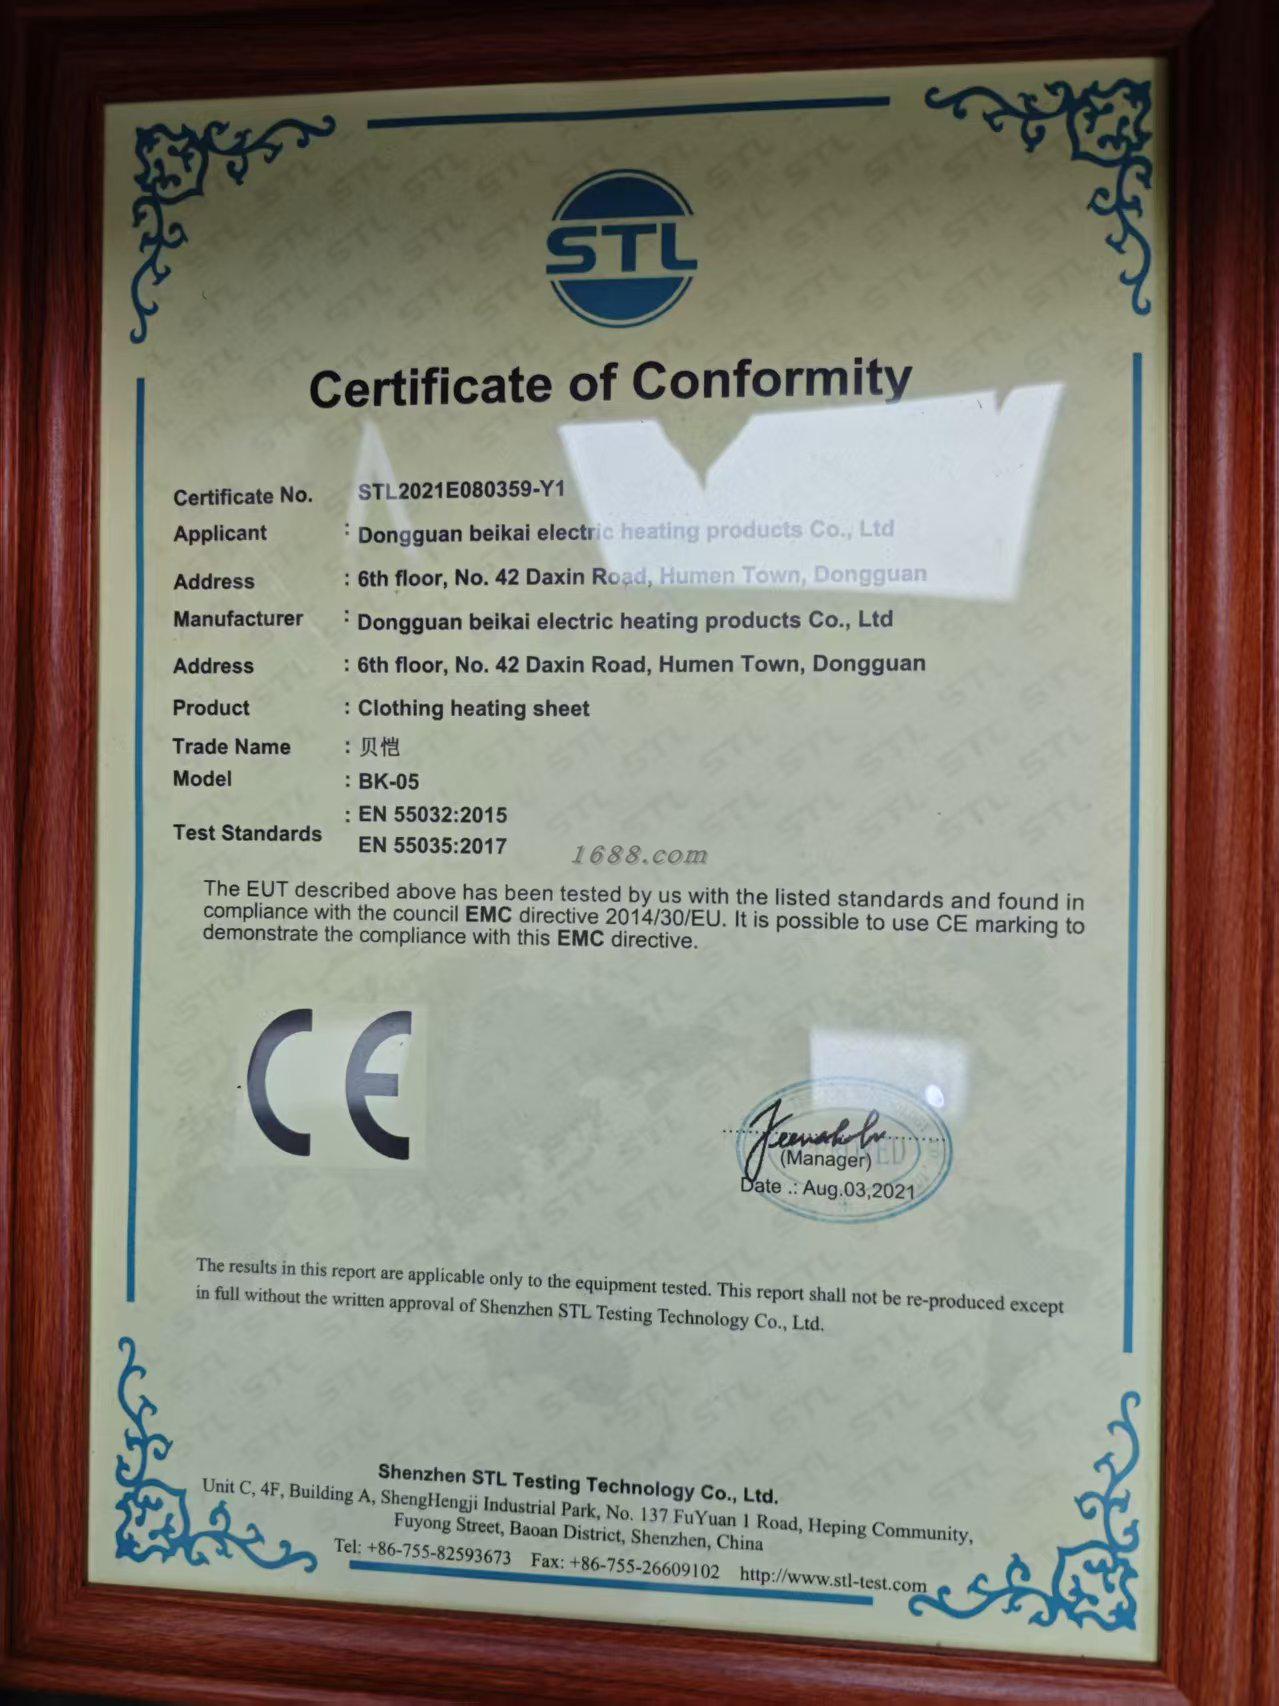 STL
Certificate of Conformity
Certificate No. STL2021E080359-Y1
Applicant : Dongguan beikai electric heating products Co., Ltd
Address : 6th floor, No. 42 Daxin Road, Humen Town, Dongguan
Manufacturer : Dongguan beikai electric heating products Co., Ltd
Address : 6th floor, No. 42 Daxin Road, Humen Town, Dongguan
Product : Clothing heating sheet
Trade Name : 贝恺
Model : BK-05
Test Standards : EN 55032:2015
EN 55035:2017
1688.com
The EUT described above has been tested by us with the listed standards and found in
compliance with the council EMC directive 2014/30/EU. It is possible to use CE marking to
demonstrate the compliance with this EMC directive.
CE
(Manager)
Date .: Aug.03,2021
The results in this report are applicable only to the equipment tested. This report shall not be re-produced except
in full without the written approval of Shenzhen STL Testing Technology Co., Ltd.
Shenzhen STL Testing Technology Co., Ltd.
Unit C, 4F, Building A, ShengHengji Industrial Park, No. 137 FuYuan 1 Road, Heping Community,
Fuyong Street, Baoan District, Shenzhen, China
Tel: +86-755-82593673 Fax: +86-755-26609102 http://www.stl-test.com